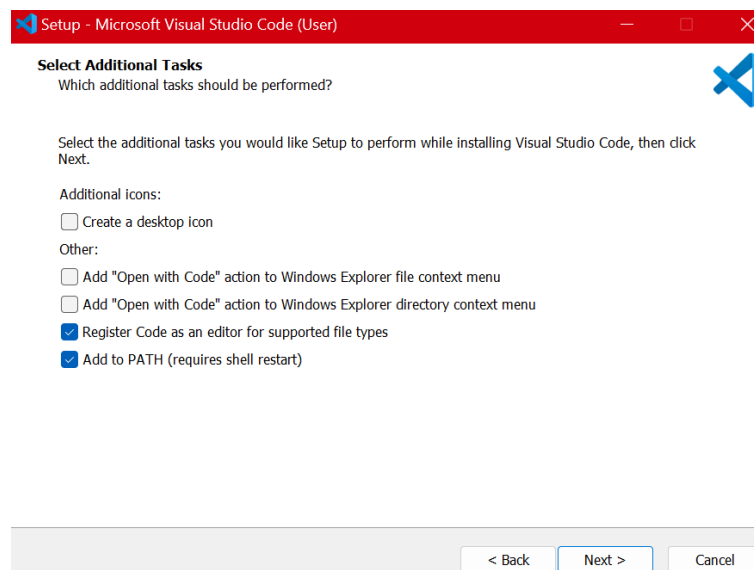 Setup - Microsoft Visual Studio Code (User)
Select Additional Tasks
Which additional tasks should be performed?
Select the additional tasks you would like Setup to perform while installing Visual Studio Code, then click
Next.
Additional icons:
Create a desktop icon
Other:
Add "Open with Code" action to Windows Explorer file context menu
Add "Open with Code" action to Windows Explorer directory context menu
Register Code as an editor for supported file types
Add to PATH (requires shell restart)
< Back Next > Cancel